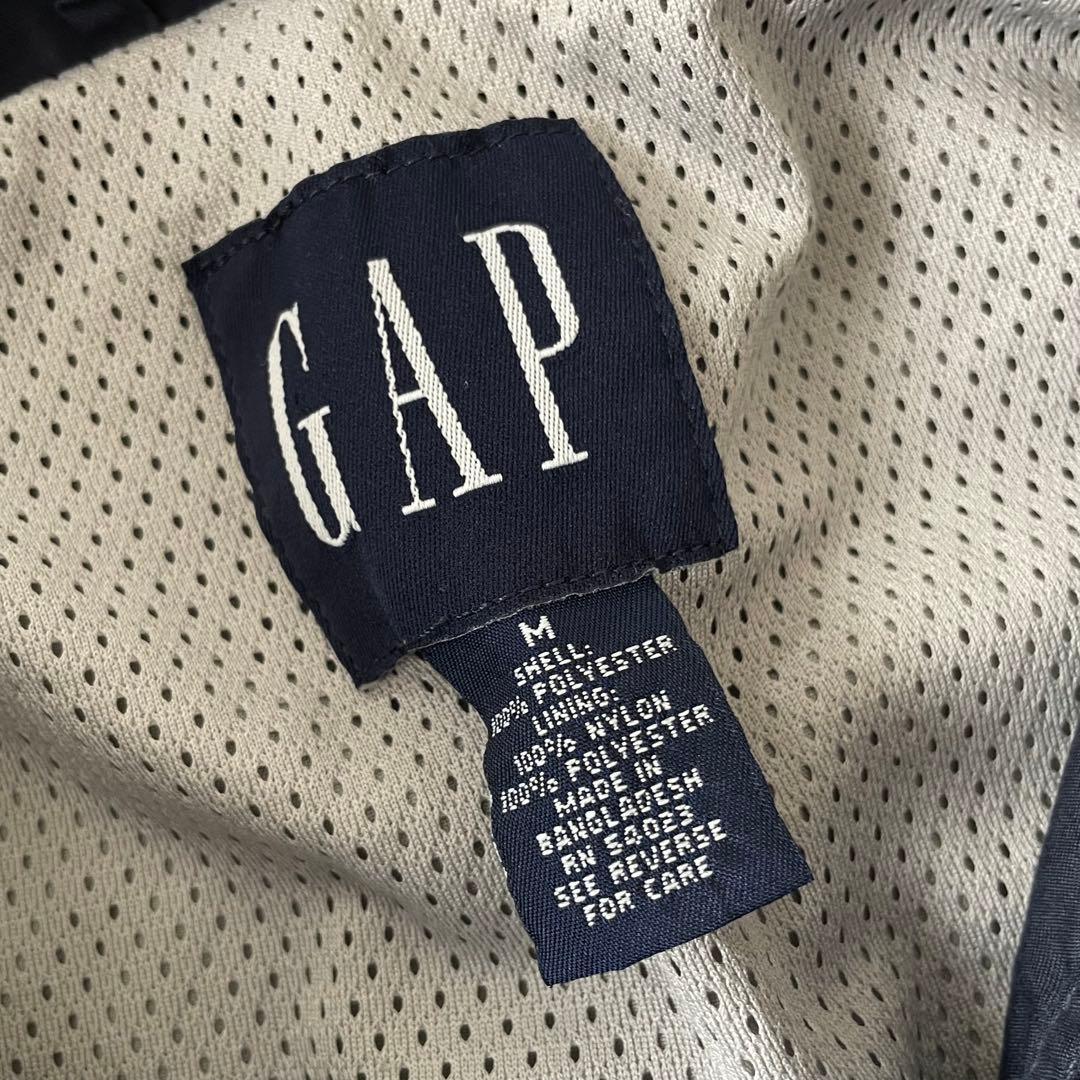 GAP
M
SHELL:
100% POLYESTER
LINING:
100% NYLON
100% POLYESTER
MADE IN
BANGLADESH
RN 54023
SEE REVERSE
FOR CARE